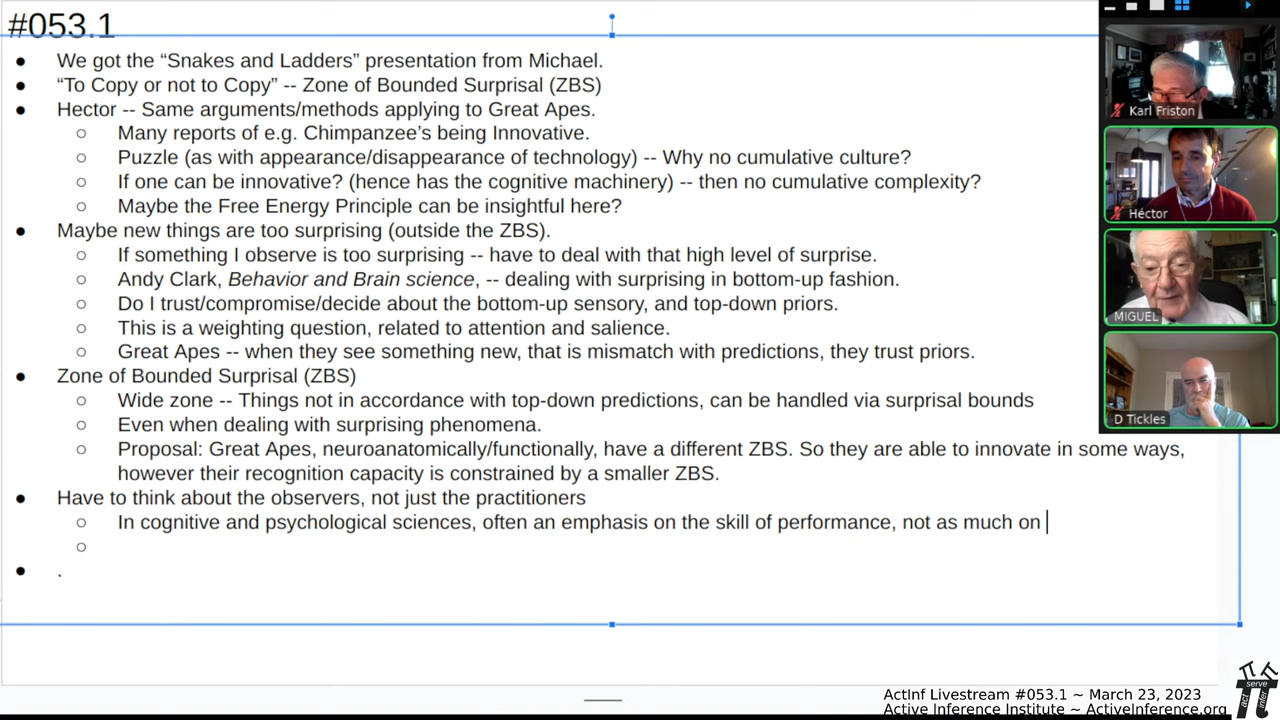 #053.1
● We got the “Snakes and Ladders” presentation from Michael.
● “To Copy or not to Copy” -- Zone of Bounded Surprisal (ZBS)
● Hector -- Same arguments/methods applying to Great Apes.
○ Many reports of e.g. Chimpanzee’s being Innovative.
○ Puzzle (as with appearance/disappearance of technology) -- Why no cumulative culture?
○ If one can be innovative? (hence has the cognitive machinery) -- then no cumulative complexity?
○ Maybe the Free Energy Principle can be insightful here?
● Maybe new things are too surprising (outside the ZBS).
○ If something I observe is too surprising -- have to deal with that high level of surprise.
○ Andy Clark, Behavior and Brain science, -- dealing with surprising in bottom-up fashion.
○ Do I trust/compromise/decide about the bottom-up sensory, and top-down priors.
○ This is a weighting question, related to attention and salience.
○ Great Apes -- when they see something new, that is mismatch with predictions, they trust priors.
● Zone of Bounded Surprisal (ZBS)
○ Wide zone -- Things not in accordance with top-down predictions, can be handled via surprisal bounds
○ Even when dealing with surprising phenomena.
○ Proposal: Great Apes, neuroanatomically/functionally, have a different ZBS. So they are able to innovate in some ways,
however their recognition capacity is constrained by a smaller ZBS.
● Have to think about the observers, not just the practitioners
○ In cognitive and psychological sciences, often an emphasis on the skill of performance, not as much on
○
● .
Karl Friston
Héctor
MIGUEL
D Tickles
ActInf Livestream #053.1 ~ March 23, 2023
Active Inference Institute ~ ActiveInference.org
serve
act
infer